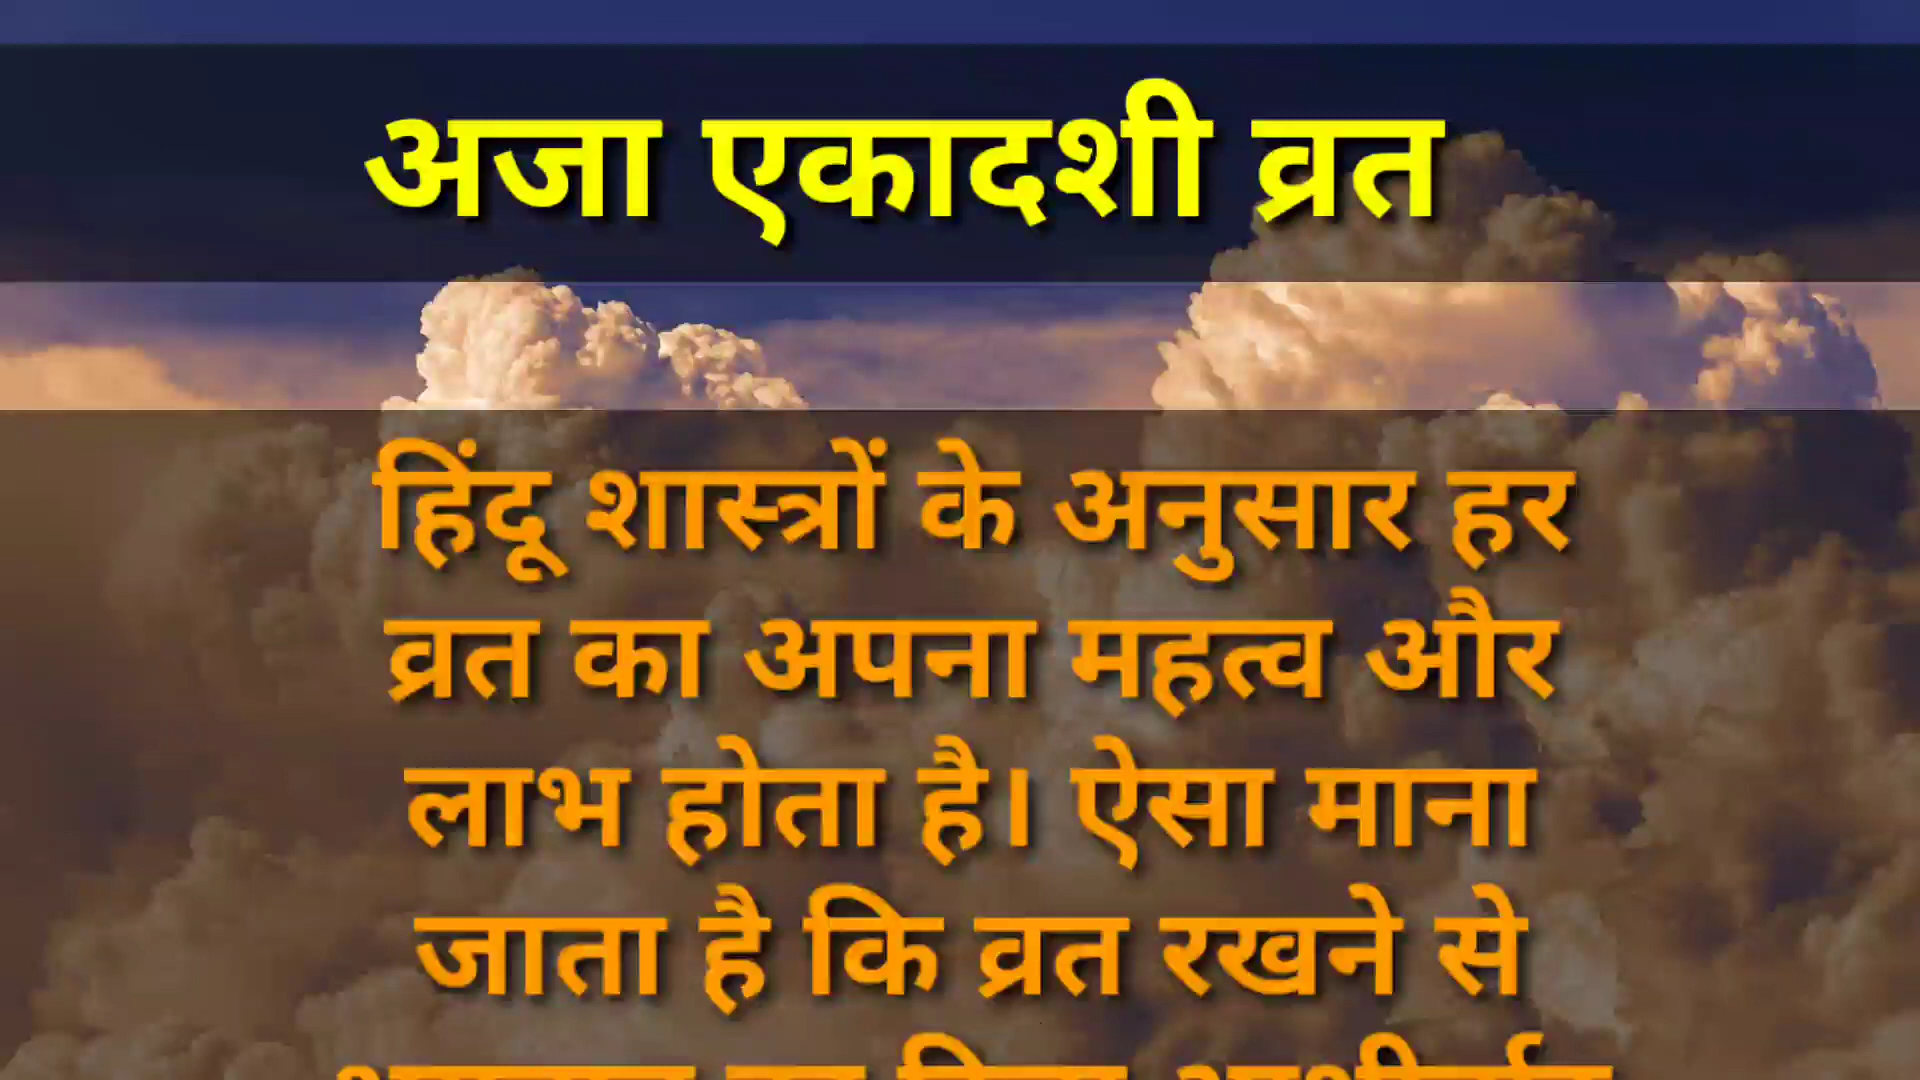 अजा एकादशी व्रत
हिंदू शास्त्रों के अनुसार हर
व्रत का अपना महत्व और
लाभ होता है। ऐसा माना
जाता है कि व्रत रखने से